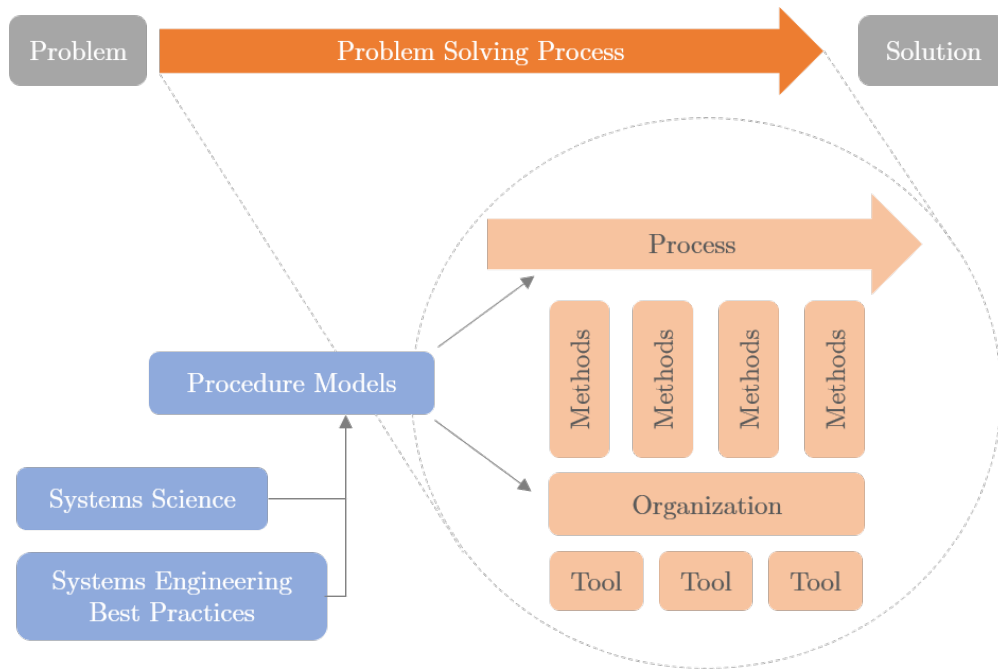 Problem
Problem Solving Process
Solution
Process
Methods
Methods
Methods
Methods
Procedure Models
Systems Science
Organization
Systems Engineering
Best Practices
Tool
Tool
Tool